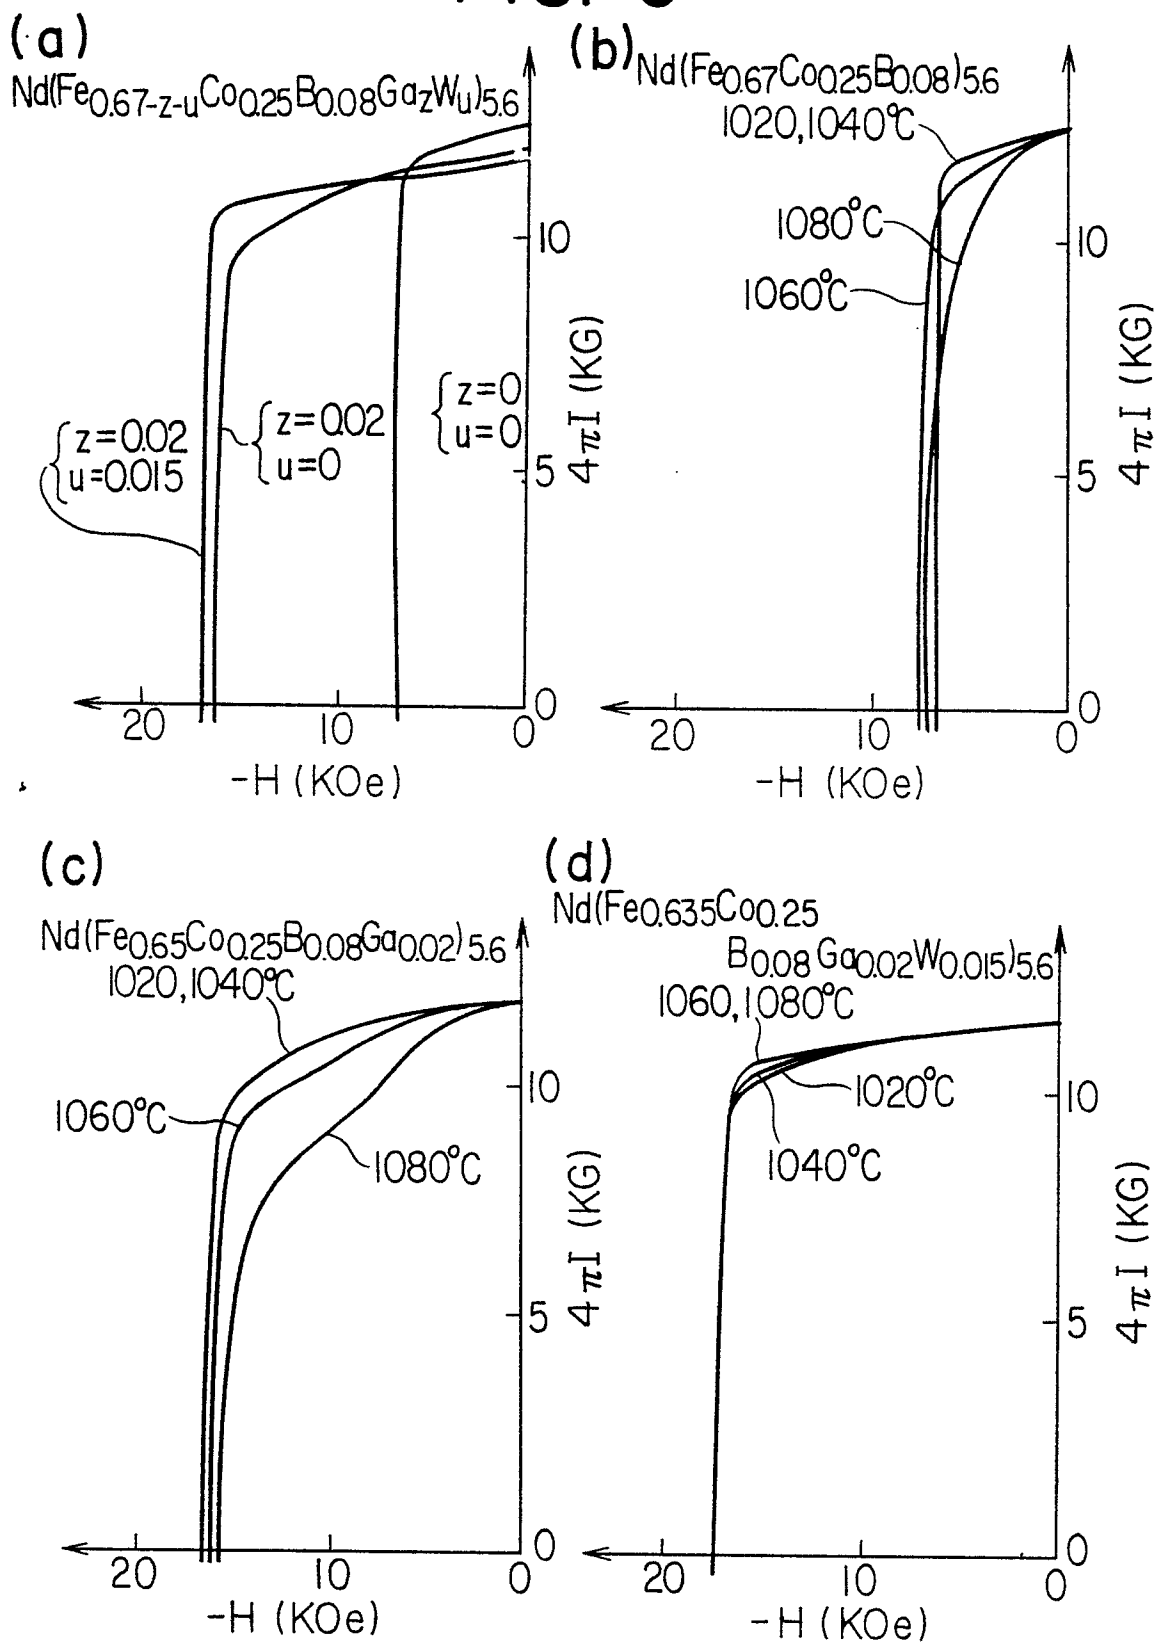 (a)
Nd(Fe0.67-z-uCo0.25B0.08GazWu)5.6
10
z=0
u=0
z=0.02
u=0
z=0.02
u=0.015
5
4πI (KG)
0
20
10
0
-H (KOe)
(b)
Nd(Fe0.67Co0.25B0.08)5.6
1020,1040°C
1080°C
1060°C
10
5
4πI (KG)
0
20
10
0
-H (KOe)
(c)
Nd(Fe0.65Co0.25B0.08Ga0.02)5.6
1020,1040°C
10
1060°C
1080°C
5
4πI (KG)
0
20
10
0
-H (KOe)
(d)
Nd(Fe0.635Co0.25
B0.08Ga0.02W0.015)5.6
1060,1080°C
1020°C
10
1040°C
5
4πI (KG)
0
20
10
0
-H (KOe)